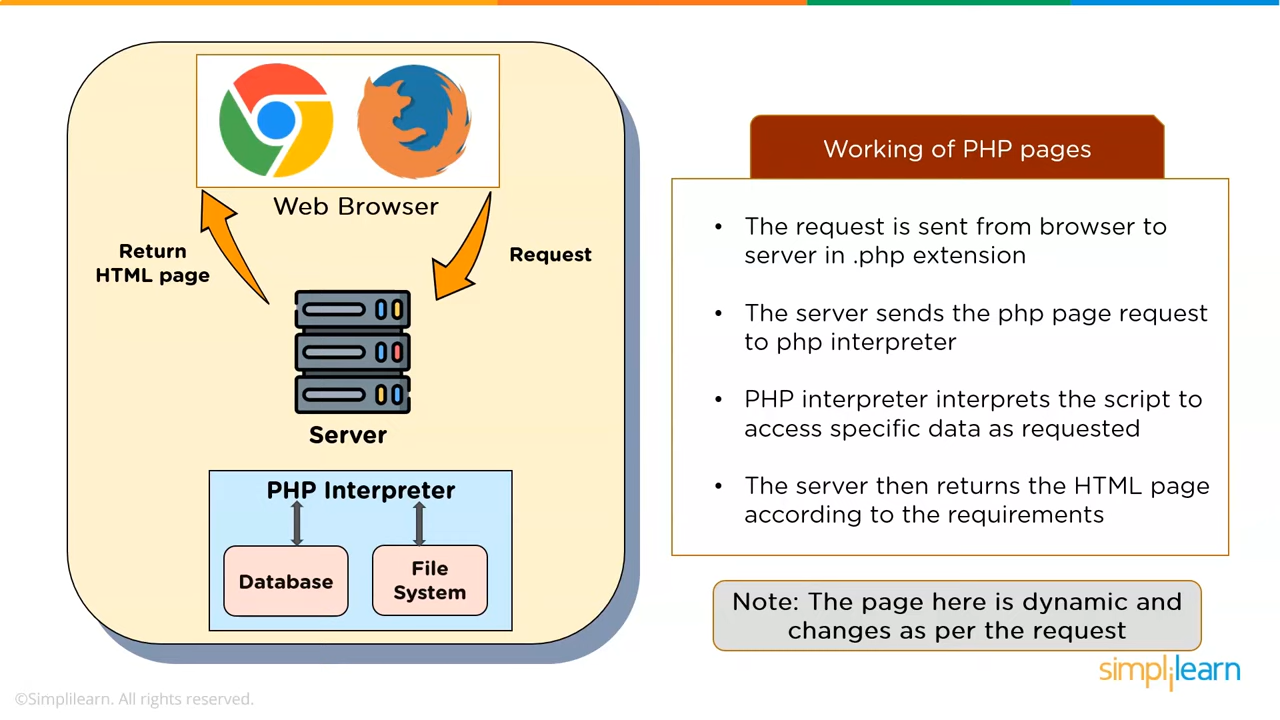 Web Browser
Return
HTML page
Request
Server
PHP Interpreter
Database
File
System
Working of PHP pages
• The request is sent from browser to
server in .php extension
• The server sends the php page request
to php interpreter
• PHP interpreter interprets the script to
access specific data as requested
• The server then returns the HTML page
according to the requirements
Note: The page here is dynamic and
changes as per the request
simplilearn
©Simplilearn. All rights reserved.